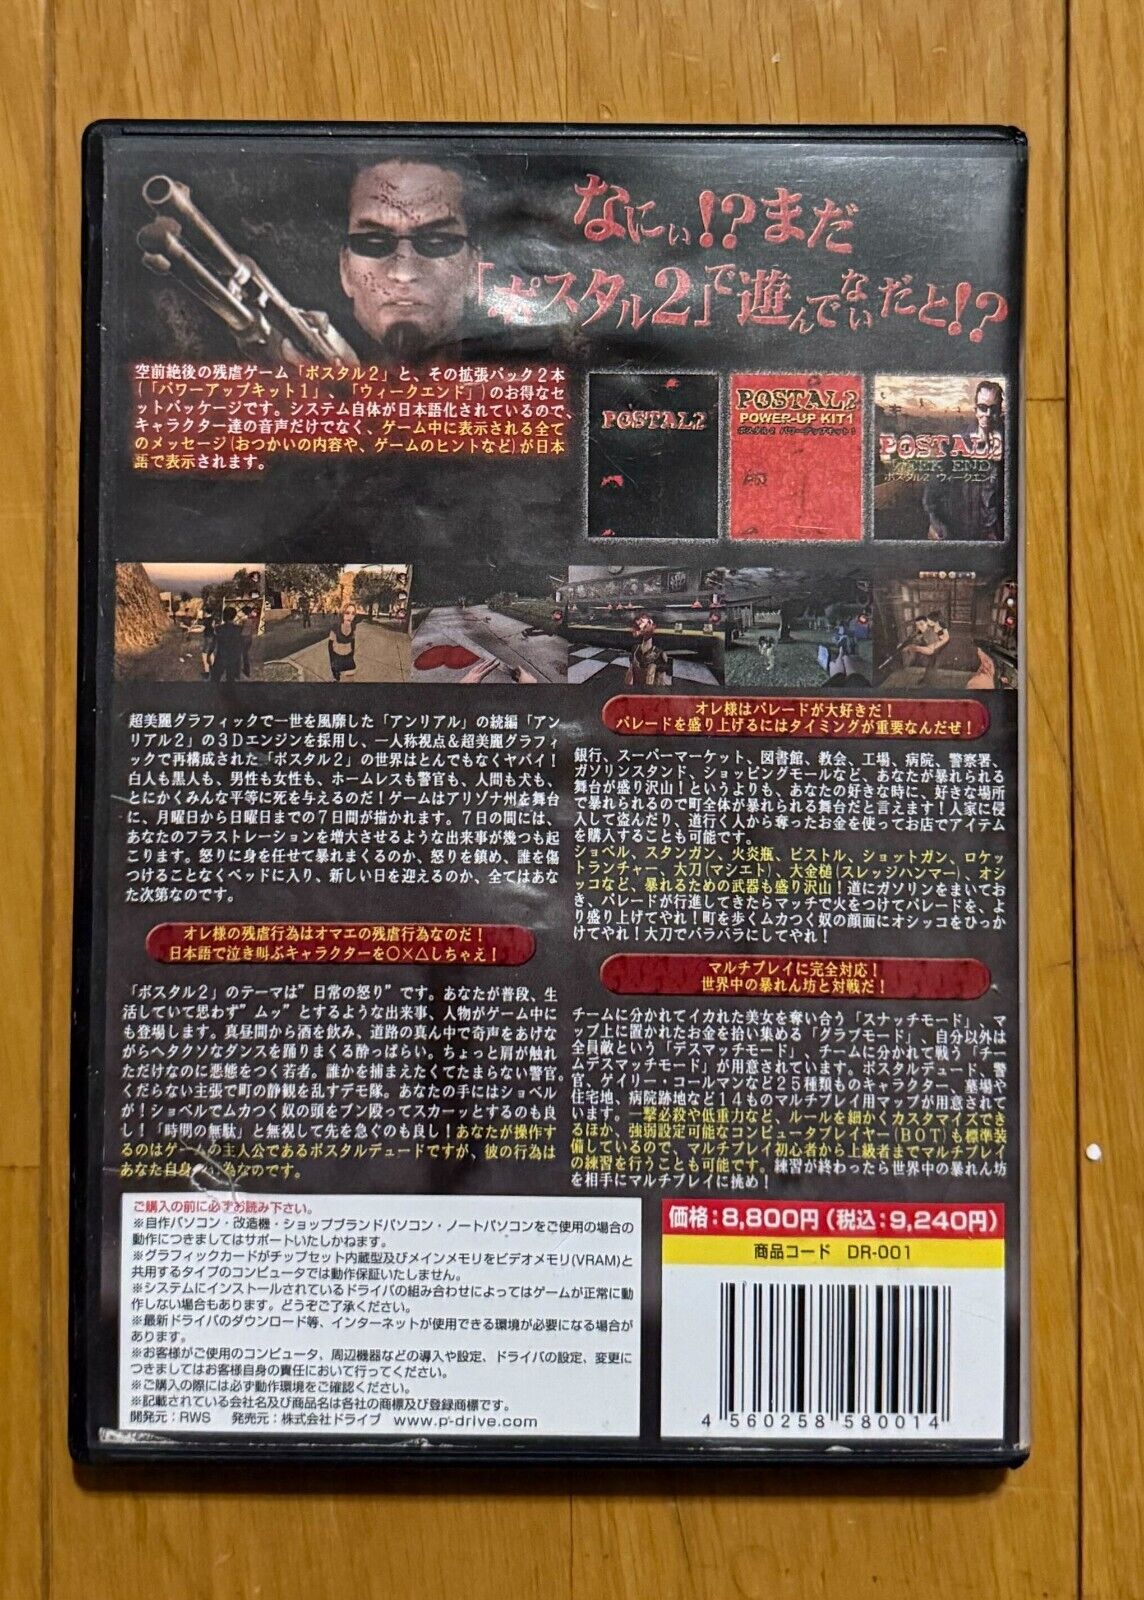 なにぃ!?まだ
「ポスタル2」で遊んでないだと!?
空前絶後の残虐ゲーム「ポスタル2」と、その拡張パック2本
(「パワーアップキット1」、「ウィークエンド」)のお得なセ
ットパッケージです。システム自体が日本語化されているので、
キャラクター達の音声だけでなく、ゲーム中に表示される全て
のメッセージ(おつかいの内容や、ゲームのヒントなど)が日本
語で表示されます。
POSTAL2
POSTAL2
POWER-UP KIT1
ポスタル2 パワーアップキット1
POSTAL2
WEEK END
ポスタル2 ウィークエンド
超美麗グラフィックで一世を風靡した「アンリアル」の続編「アン
リアル2」の3Dエンジンを採用し、一人称視点&超美麗グラフィ
ックで再構成された「ポスタル2」の世界はとんでもなくヤバイ!
白人も黒人も、男性も女性も、ホームレスも警官も、人間も犬も、
とにかくみんな平等に死を与えるのだ!ゲームはアリゾナ州を舞台
に、月曜日から日曜日までの7日間が描かれます。7日の間には、
あなたのフラストレーションを増大させるような出来事が幾つも起
こります。怒りに身を任せて暴れまくるのか、怒りを鎮め、誰を傷
つけることなくベッドに入り、新しい日を迎えるのか、全てはあな
た次第なのです。
オレ様の残虐行為はオマエの残虐行為なのだ!
日本語で泣き叫ぶキャラクターを○×△しちゃえ!
「ポスタル2」のテーマは"日常の怒り"です。あなたが普段、生
活していて思わず"ムッ"とするような出来事、人物がゲーム中に
も登場します。真昼間から酒を飲み、道路の真ん中で奇声をあげな
がらヘタクソなダンスを踊りまくる酔っぱらい。ちょっと肩が触れ
ただけなのに悪態をつく若者。誰かを捕まえたくてたまらない警官。
くだらない主張で町の静観を乱すデモ隊。あなたの手にはショベル
が!ショベルでムカつく奴の頭をブン殴ってスカーッとするのも良
し!「時間の無駄」と無視して先を急ぐのも良し!あなたが操作す
るのはゲームの主人公であるポスタルデュードですが、彼の行為は
あなた自身の行為なのです。
オレ様はパレードが大好きだ!
パレードを盛り上げるにはタイミングが重要なんだぜ!
銀行、スーパーマーケット、図書館、教会、工場、病院、警察署、
ガソリンスタンド、ショッピングモールなど、あなたが暴れられる
舞台が盛り沢山!というよりも、あなたの好きな時に、好きな場所
で暴れられるので町全体が暴れられる舞台だと言えます!人家に侵
入して盗んだり、道行く人から奪ったお金を使ってお店でアイテム
を購入することも可能です。
ショベル、スタンガン、火炎瓶、ピストル、ショットガン、ロケッ
トランチャー、大刀(マシエト)、大金槌(スレッジハンマー)、オシ
ッコなど、暴れるための武器も盛り沢山!道にガソリンをまいてお
き、パレードが行進してきたらマッチで火をつけてパレードを、よ
り盛り上げてやれ!町を歩くムカつく奴の顔面にオシッコをひっか
けてやれ!大刀でバラバラにしてやれ!
マルチプレイに完全対応!
世界中の暴れん坊と対戦だ!
チームに分かれてイカれた美女を奪い合う「スナッチモード」、マ
ップ上に置かれたお金を拾い集める「グラブモード」、自分以外は
全員敵という「デスマッチモード」、チームに分かれて戦う「チー
ムデスマッチモード」が用意されています。ポスタルデュード、警
官、ゲイリー・コールマンなど25種類ものキャラクター、墓場や
住宅地、病院跡地など14ものマルチプレイ用マップが用意されて
います。一撃必殺や低重力など、ルールを細かくカスタマイズでき
るほか、強弱設定可能なコンピュータプレイヤー(BOT)も標準装
備しているので、マルチプレイ初心者から上級者までマルチプレイ
の練習を行うことも可能です。練習が終わったら世界中の暴れん坊
を相手にマルチプレイに挑め!
ご購入の前に必ずお読み下さい。
※自作パソコン・改造機・ショップブランドパソコン・ノートパソコンをご使用の場合の
動作につきましてはサポートいたしかねます。
※グラフィックカードがチップセット内蔵型及びメインメモリをビデオメモリ(VRAM)と
共用するタイプのコンピュータでは動作保証いたしません。
※システムにインストールされているドライバの組み合わせによってはゲームが正常に動
作しない場合もあります。どうぞご了承ください。
※最新ドライバのダウンロード等、インターネットが使用できる環境が必要になる場合が
あります。
※お客様がご使用のコンピュータ、周辺機器などの導入や設定、ドライバの設定、変更に
つきましてはお客様自身の責任において行ってください。
※ご購入の際には必ず動作環境をご確認ください。
※記載されている会社名及び商品名は各社の商標及び登録商標です。
開発元:RWS 発売元:株式会社ドライブ www.p-drive.com
価格:8,800円(税込:9,240円)
商品コード DR-001
4 560258 580014